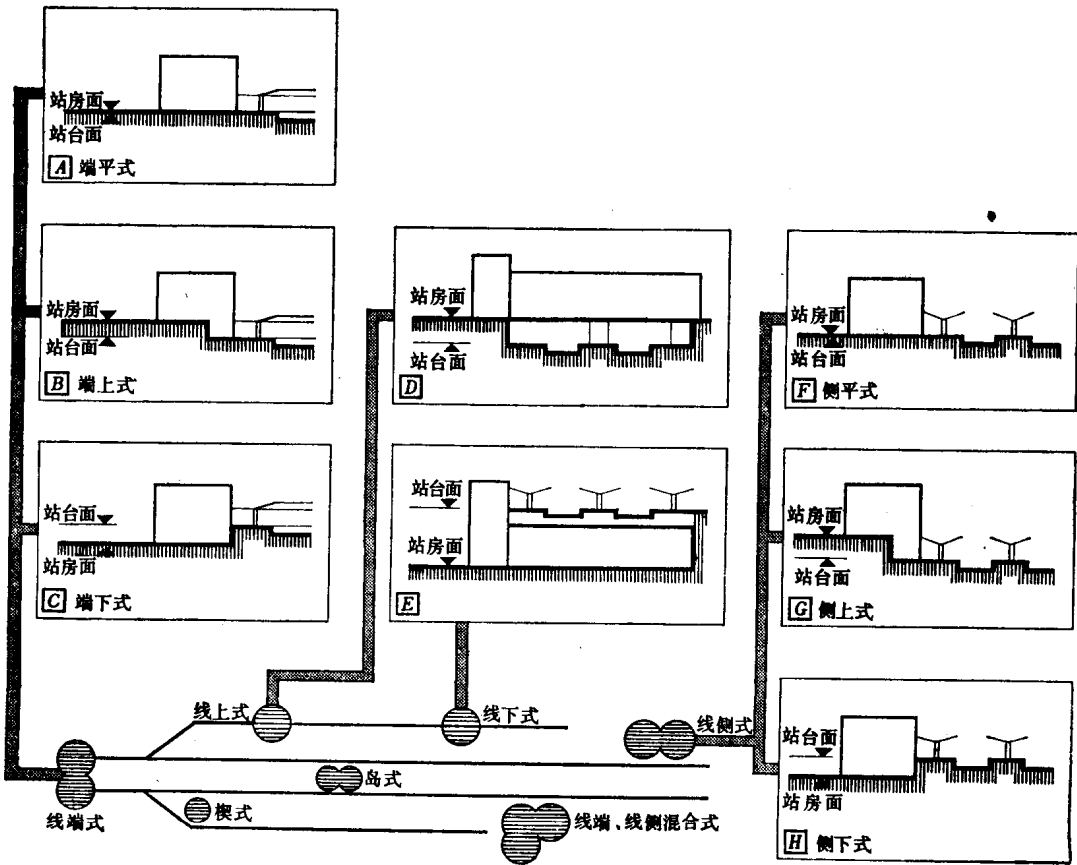 站房面
站台面
A 端平式
站房面
站台面
B 端上式
站台面
站房面
C 端下式
站房面
站台面
D
站台面
站房面
E
站房面
站台面
F 侧平式
站房面
站台面
G 侧上式
站台面
站房面
H 侧下式
线上式
线下式
线侧式
岛式
线端式
楔式
线端、线侧混合式